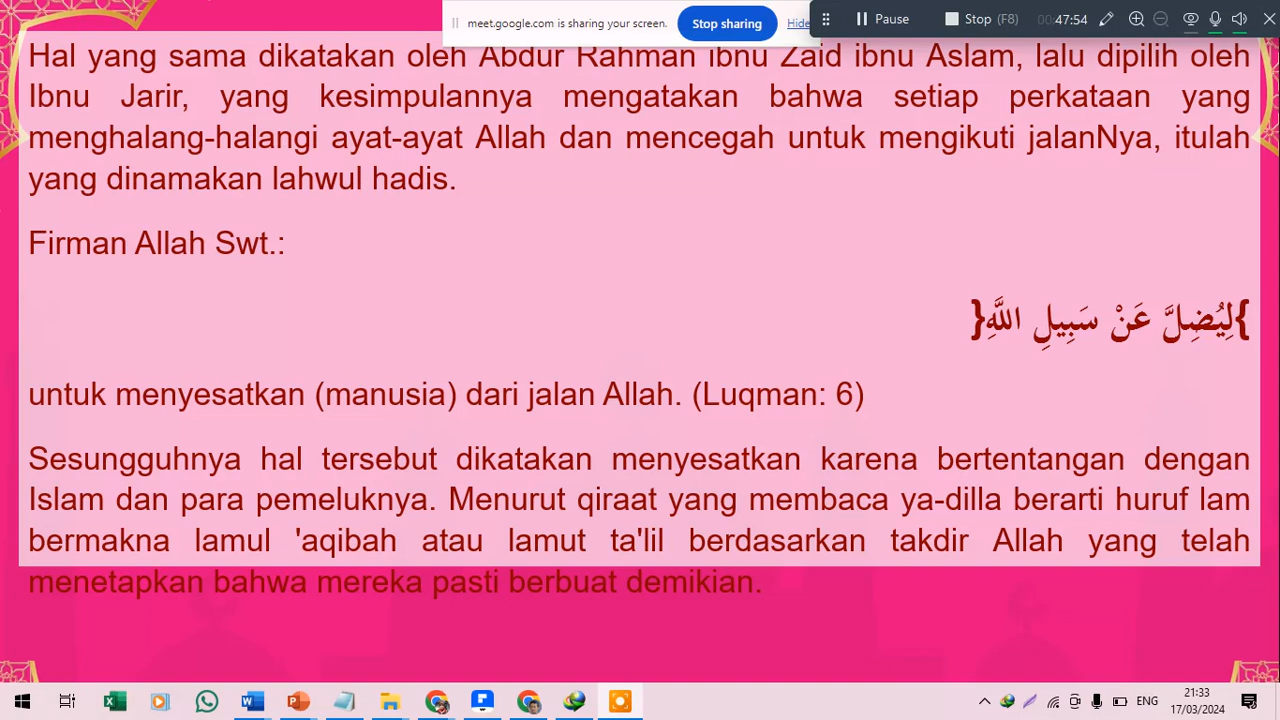 meet.google.com is sharing your screen. Stop sharing Hide
Pause Stop (F8) 00:47:54
Hal yang sama dikatakan oleh Abdur Rahman ibnu Zaid ibnu Aslam, lalu dipilih oleh
Ibnu Jarir, yang kesimpulannya mengatakan bahwa setiap perkataan yang
menghalang-halangi ayat-ayat Allah dan mencegah untuk mengikuti jalanNya, itulah
yang dinamakan lahwul hadis.
Firman Allah Swt.:
}لِيُضِلَّ عَنْ سَبِيلِ اللَّهِ{
untuk menyesatkan (manusia) dari jalan Allah. (Luqman: 6)
Sesungguhnya hal tersebut dikatakan menyesatkan karena bertentangan dengan
Islam dan para pemeluknya. Menurut qiraat yang membaca ya-dilla berarti huruf lam
bermakna lamul 'aqibah atau lamut ta'lil berdasarkan takdir Allah yang telah
menetapkan bahwa mereka pasti berbuat demikian.
ENG
21:33
17/03/2024